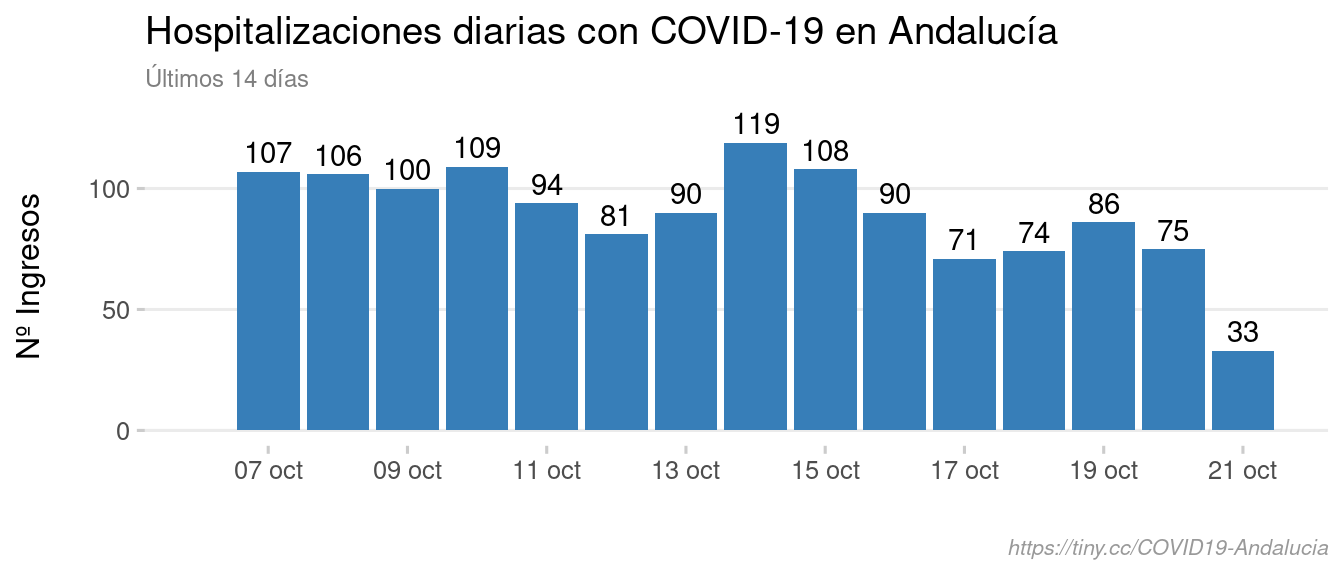 Hospitalizaciones diarias con COVID-19 en Andalucía
Últimos 14 días
Nº Ingresos
100
50
0
107
106
100
109
94
81
90
119
108
90
71
74
86
75
33
07 oct
09 oct
11 oct
13 oct
15 oct
17 oct
19 oct
21 oct
https://tiny.cc/COVID19-Andalucia